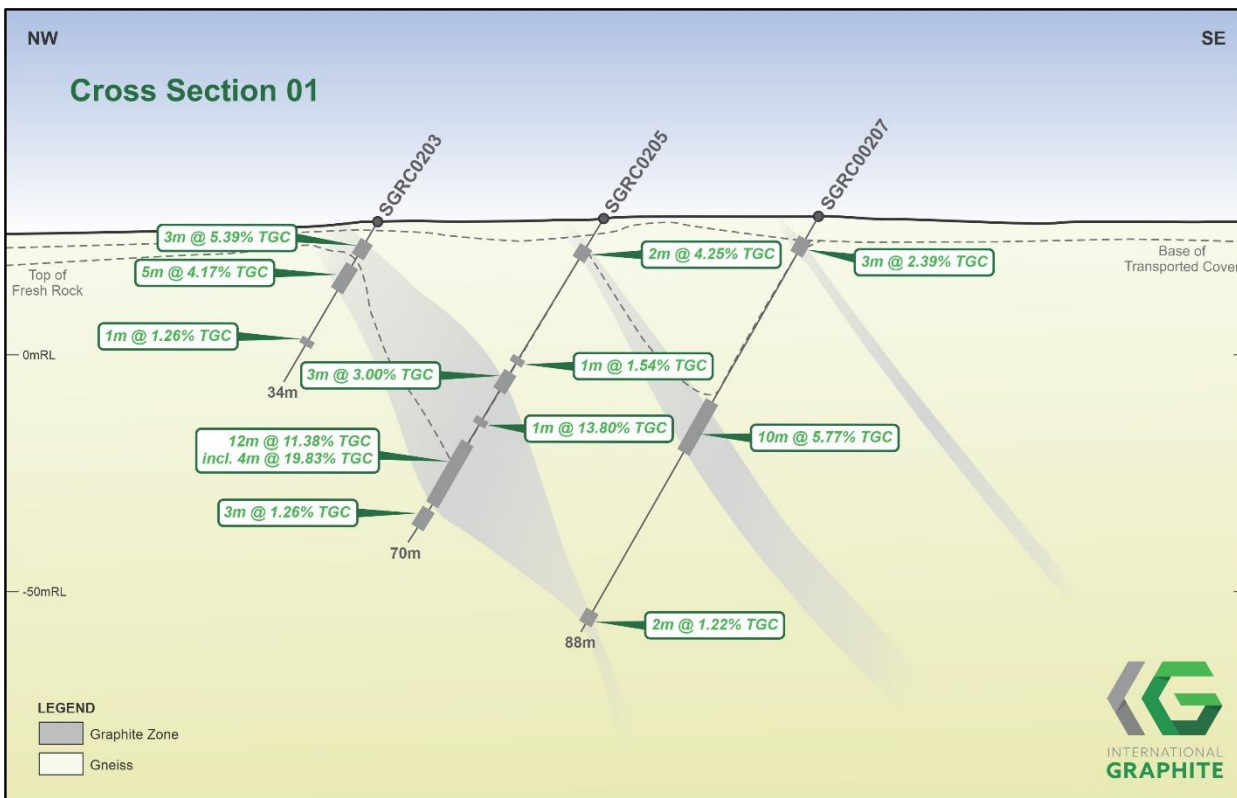 NW
SE
Cross Section 01
SGRC0203
SGRC0205
SGRC00207
3m @ 5.39% TGC
2m @ 4.25% TGC
3m @ 2.39% TGC
5m @ 4.17% TGC
Top of
Fresh Rock
Base of
Transported Cover
1m @ 1.26% TGC
0mRL
34m
3m @ 3.00% TGC
1m @ 1.54% TGC
1m @ 13.80% TGC
10m @ 5.77% TGC
12m @ 11.38% TGC
incl. 4m @ 19.83% TGC
3m @ 1.26% TGC
70m
-50mRL
2m @ 1.22% TGC
88m
LEGEND
Graphite Zone
Gneiss
INTERNATIONAL
GRAPHITE